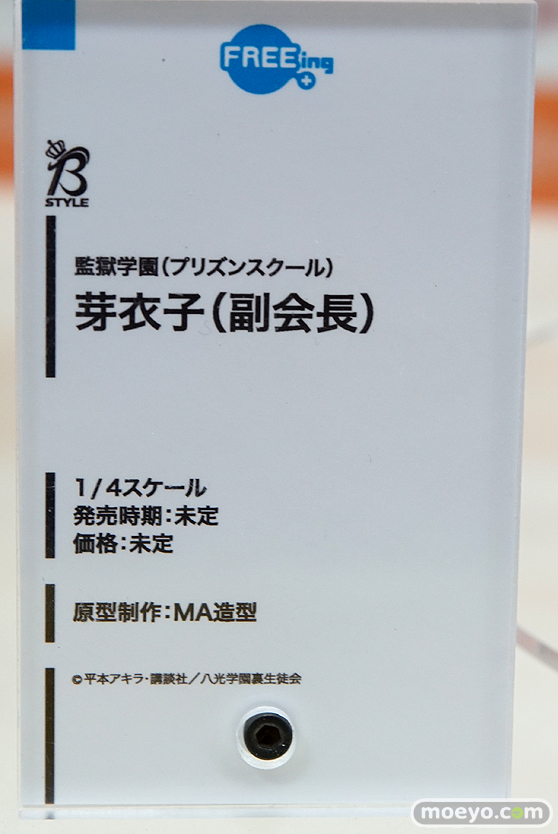 FREEing
B
STYLE
監獄学園(プリズンスクール)
芽衣子(副会長)
1/4スケール
発売時期:未定
価格:未定
原型制作:MA造型
©平本アキラ・講談社/八光学園裏生徒会
moeyo.com